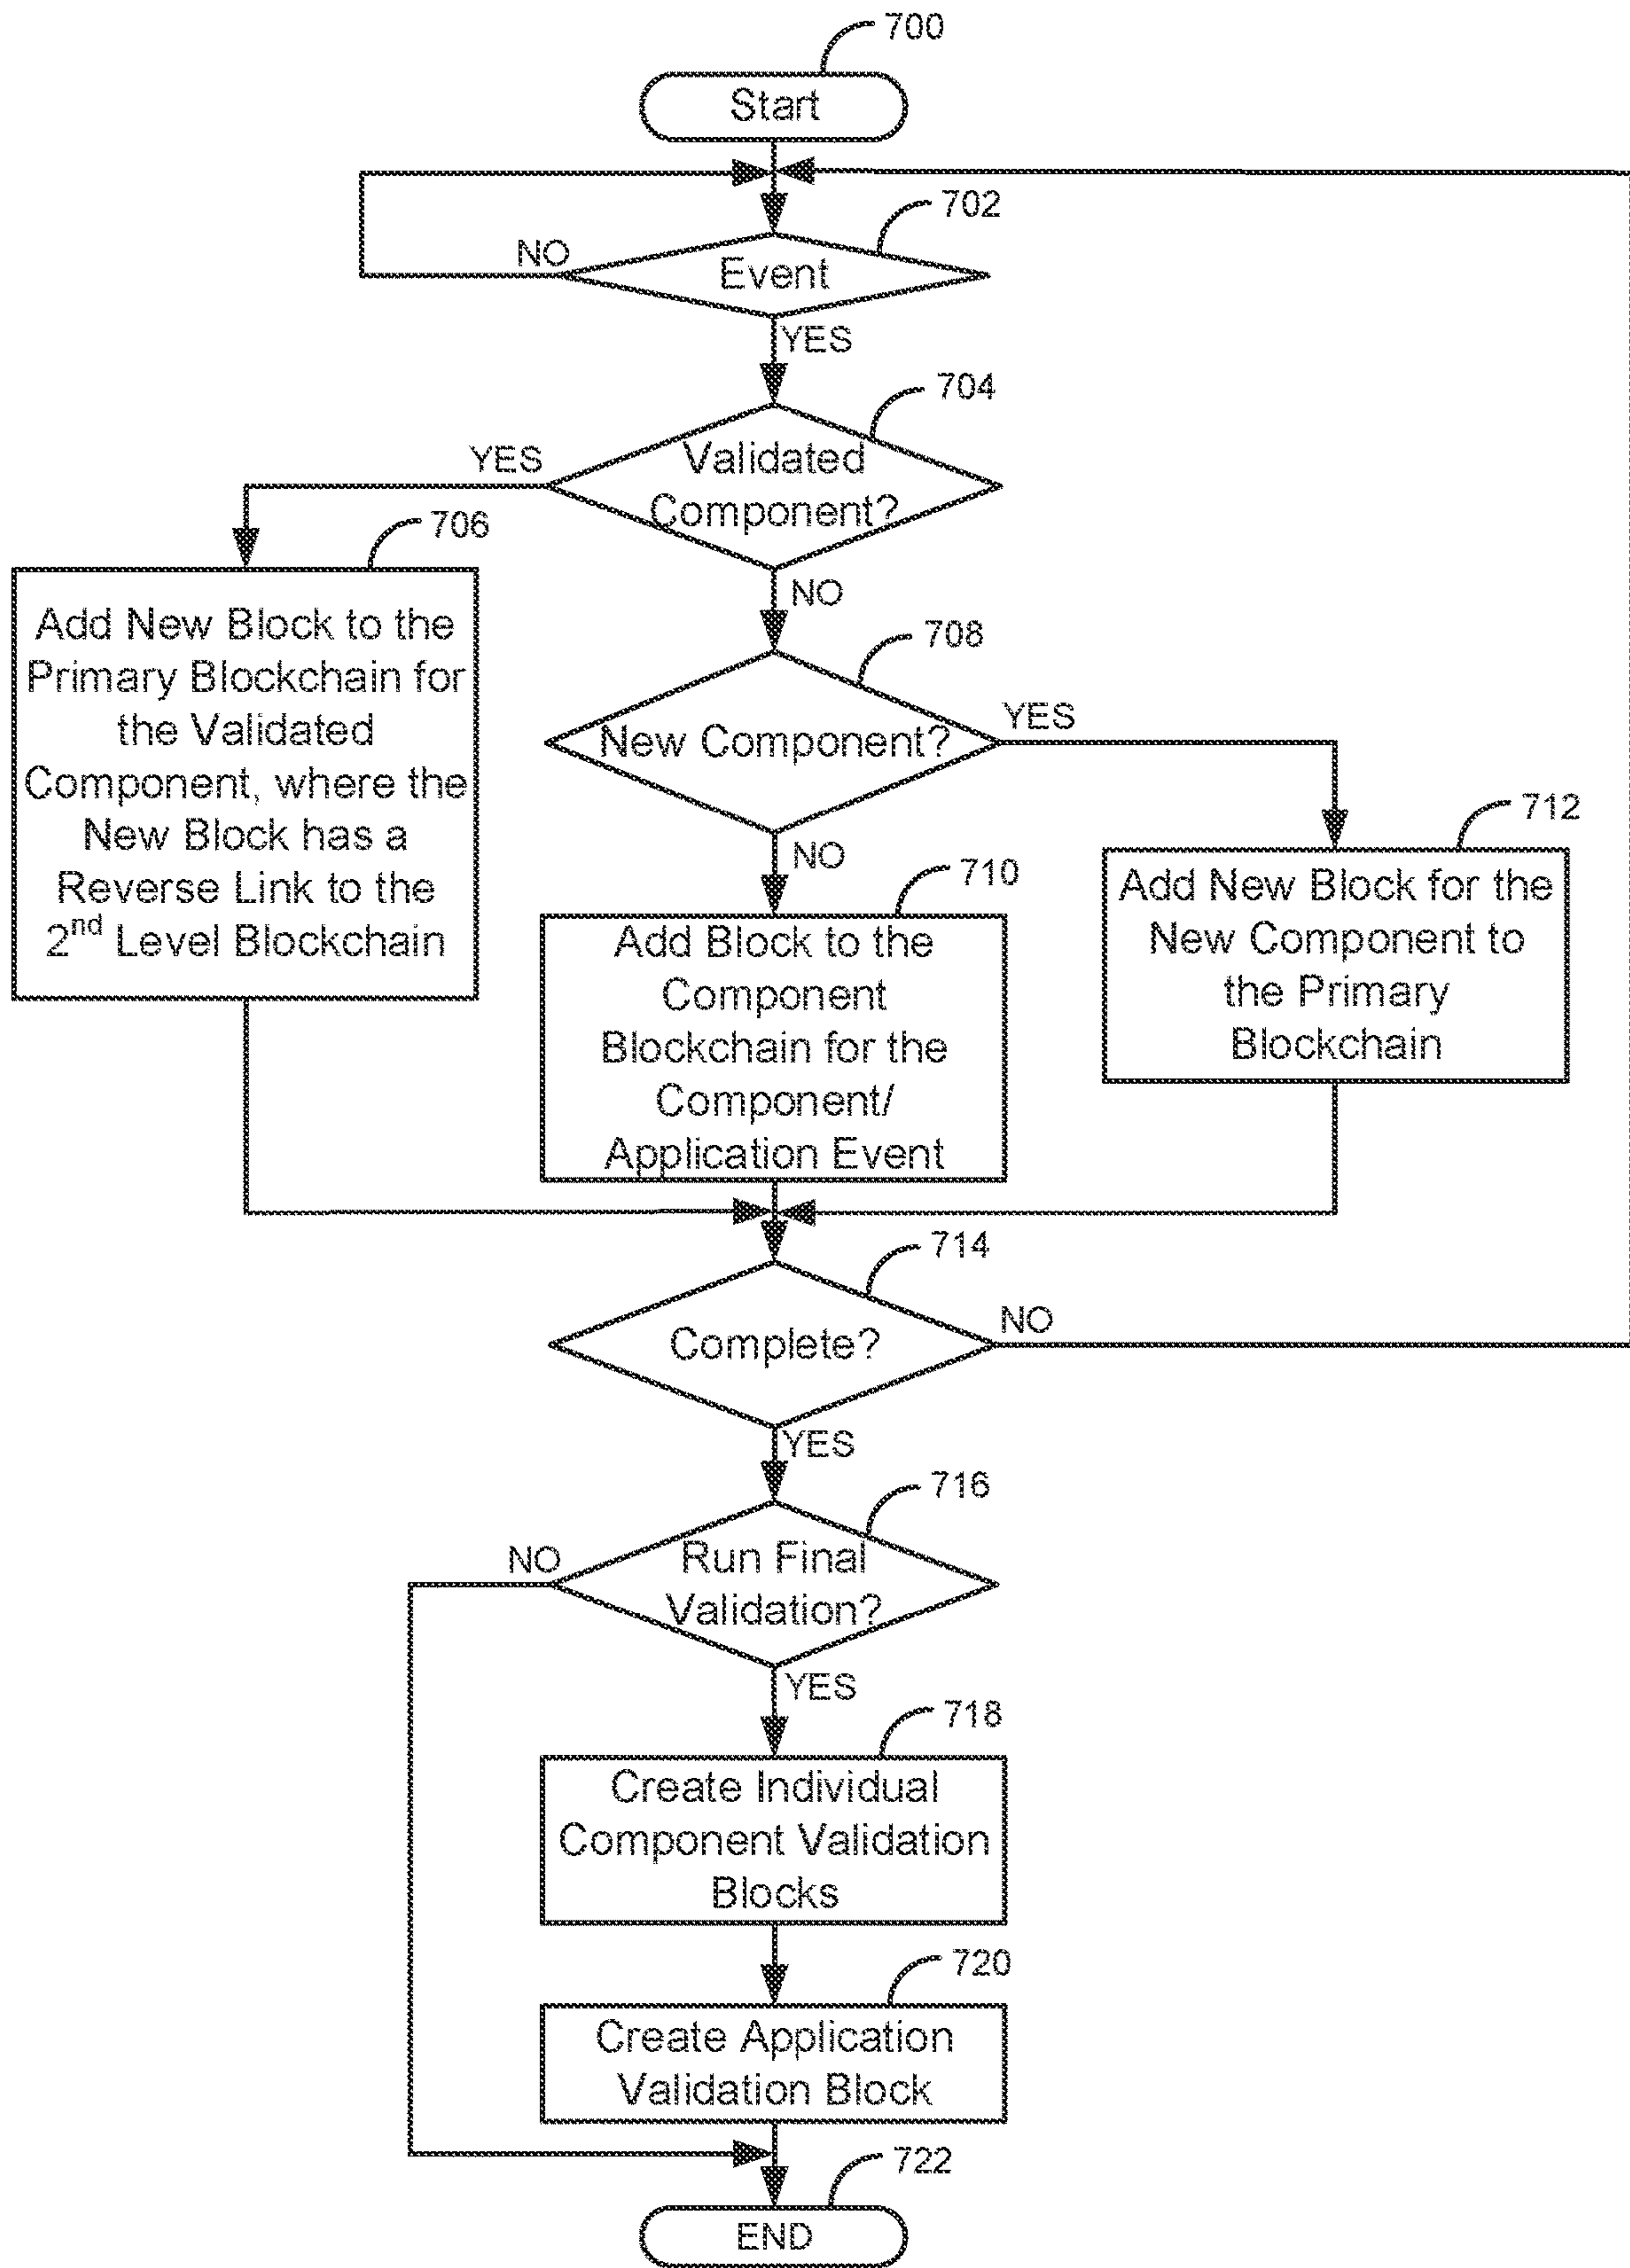 700
Start
702
NO
Event
YES
704
YES
Validated
Component?
706
NO
Add New Block to the
Primary Blockchain for
the Validated
Component, where the
New Block has a
Reverse Link to the
2nd Level Blockchain
708
YES
New Component?
NO
712
710
Add New Block for the
New Component to
the Primary
Blockchain
Add Block to the
Component
Blockchain for the
Component/
Application Event
714
NO
Complete?
YES
716
NO
Run Final
Validation?
YES
718
Create Individual
Component Validation
Blocks
720
Create Application
Validation Block
722
END